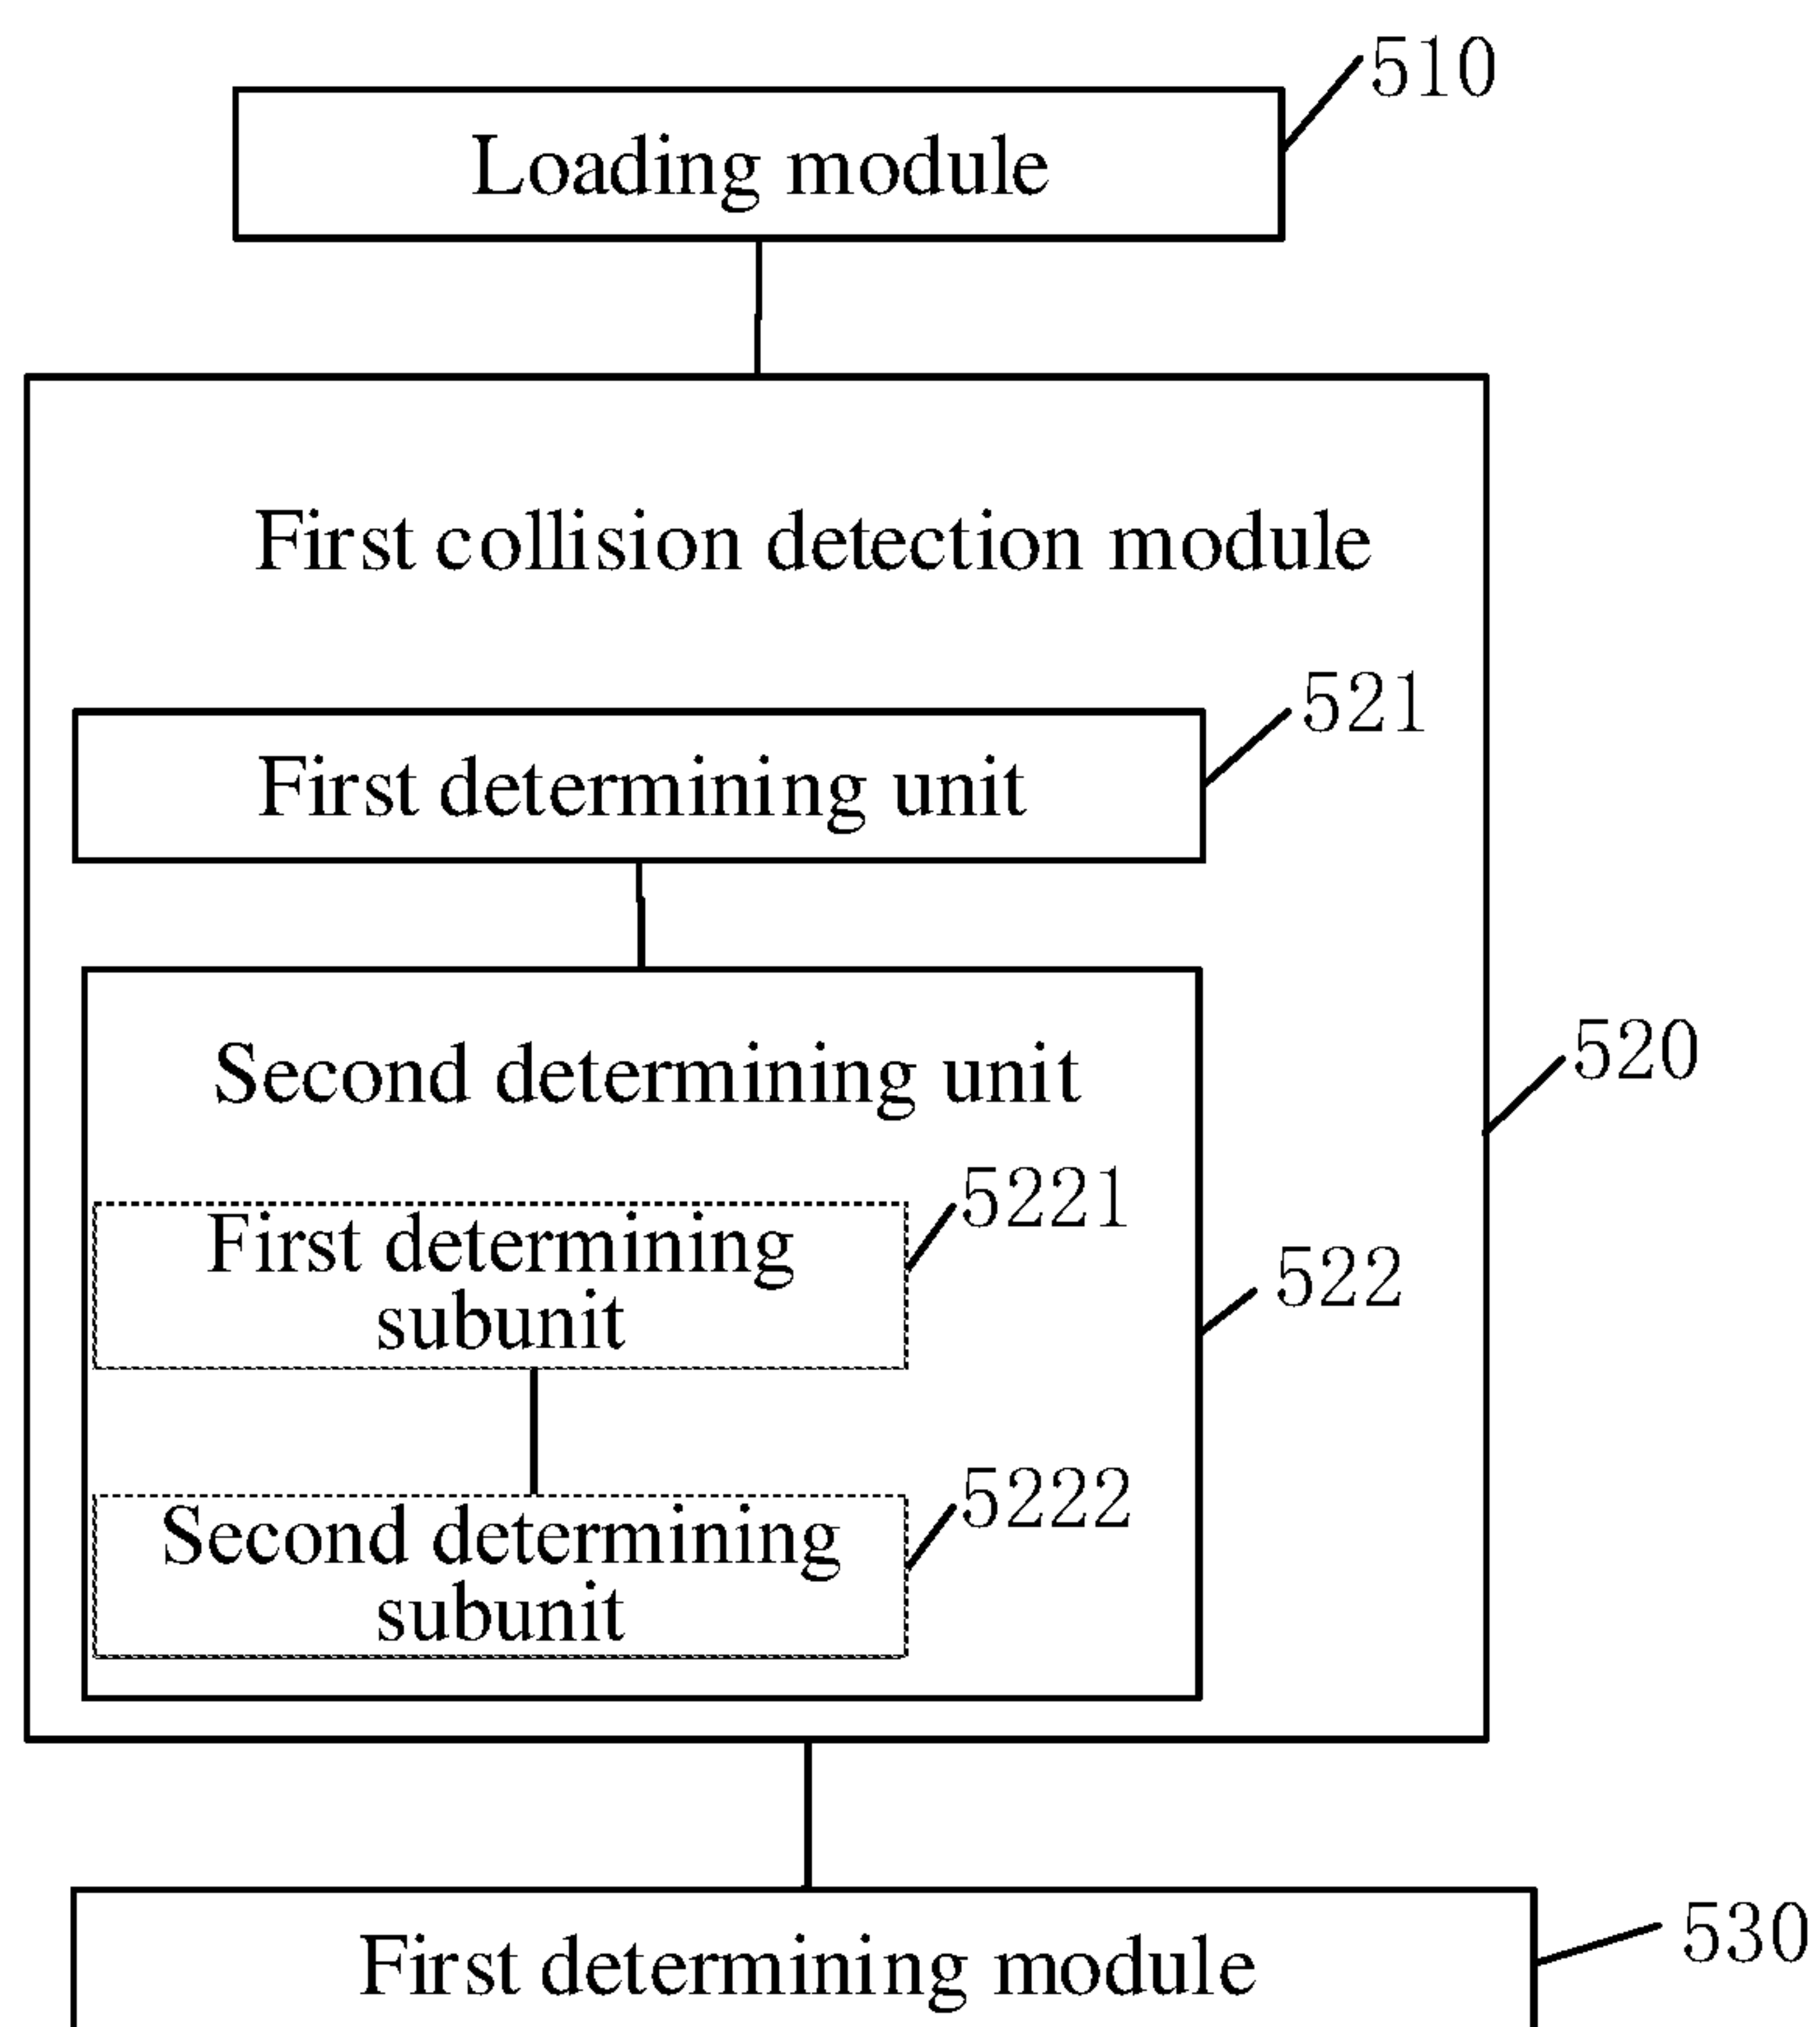 510
Loading module
First collision detection module
521
First determining unit
520
Second determining unit
5221
First determining
subunit
522
5222
Second determining
subunit
530
First determining module